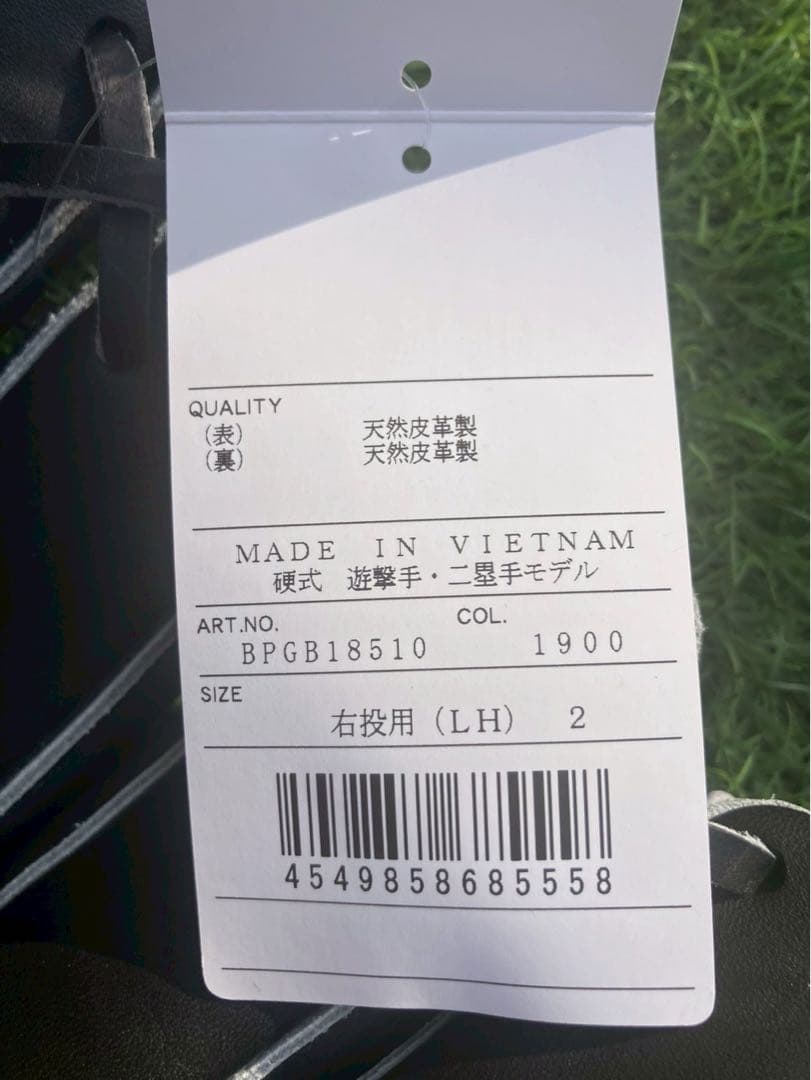 QUALITY
(表) 天然皮革製
(裏) 天然皮革製
MADE IN VIETNAM
硬式 遊撃手・二塁手モデル
ART.NO. COL.
BPGB18510 1900
SIZE
右投用(LH) 2
4549858685558